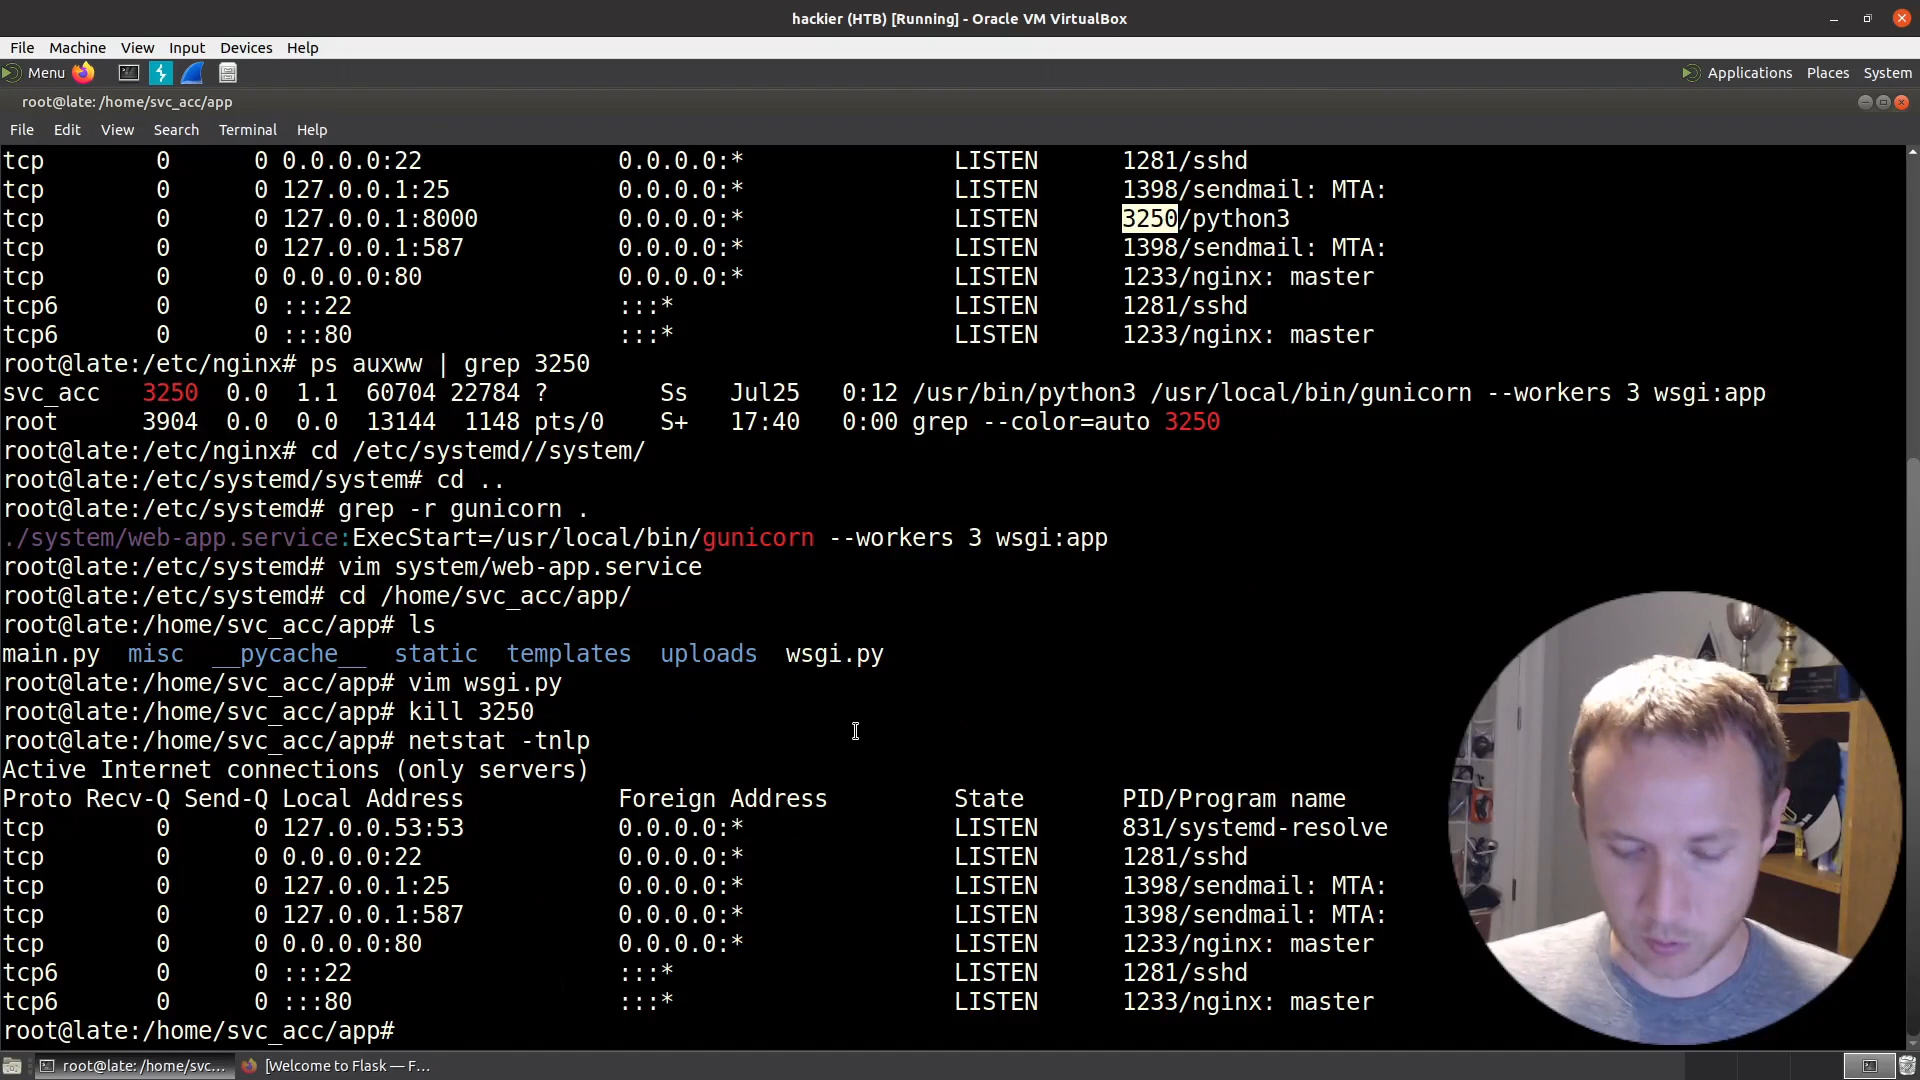 hackier (HTB) [Running] - Oracle VM VirtualBox
File Machine View Input Devices Help
Menu Applications Places System
root@late: /home/svc_acc/app
File Edit View Search Terminal Help
tcp 0 0 0.0.0.0:22 0.0.0.0:* LISTEN 1281/sshd
tcp 0 0 127.0.0.1:25 0.0.0.0:* LISTEN 1398/sendmail: MTA:
tcp 0 0 127.0.0.1:8000 0.0.0.0:* LISTEN 3250/python3
tcp 0 0 127.0.0.1:587 0.0.0.0:* LISTEN 1398/sendmail: MTA:
tcp 0 0 0.0.0.0:80 0.0.0.0:* LISTEN 1233/nginx: master
tcp6 0 0 :::22 :::* LISTEN 1281/sshd
tcp6 0 0 :::80 :::* LISTEN 1233/nginx: master
root@late:/etc/nginx# ps auxww | grep 3250
svc_acc 3250 0.0 1.1 60704 22784 ? Ss Jul25 0:12 /usr/bin/python3 /usr/local/bin/gunicorn --workers 3 wsgi:app
root 3904 0.0 0.0 13144 1148 pts/0 S+ 17:40 0:00 grep --color=auto 3250
root@late:/etc/nginx# cd /etc/systemd//system/
root@late:/etc/systemd/system# cd ..
root@late:/etc/systemd# grep -r gunicorn .
./system/web-app.service:ExecStart=/usr/local/bin/gunicorn --workers 3 wsgi:app
root@late:/etc/systemd# vim system/web-app.service
root@late:/etc/systemd# cd /home/svc_acc/app/
root@late:/home/svc_acc/app# ls
main.py misc __pycache__ static templates uploads wsgi.py
root@late:/home/svc_acc/app# vim wsgi.py
root@late:/home/svc_acc/app# kill 3250
root@late:/home/svc_acc/app# netstat -tnlp
Active Internet connections (only servers)
Proto Recv-Q Send-Q Local Address Foreign Address State PID/Program name
tcp 0 0 127.0.0.53:53 0.0.0.0:* LISTEN 831/systemd-resolve
tcp 0 0 0.0.0.0:22 0.0.0.0:* LISTEN 1281/sshd
tcp 0 0 127.0.0.1:25 0.0.0.0:* LISTEN 1398/sendmail: MTA:
tcp 0 0 127.0.0.1:587 0.0.0.0:* LISTEN 1398/sendmail: MTA:
tcp 0 0 0.0.0.0:80 0.0.0.0:* LISTEN 1233/nginx: master
tcp6 0 0 :::22 :::* LISTEN 1281/sshd
tcp6 0 0 :::80 :::* LISTEN 1233/nginx: master
root@late:/home/svc_acc/app#
root@late: /home/svc... [Welcome to Flask — F...